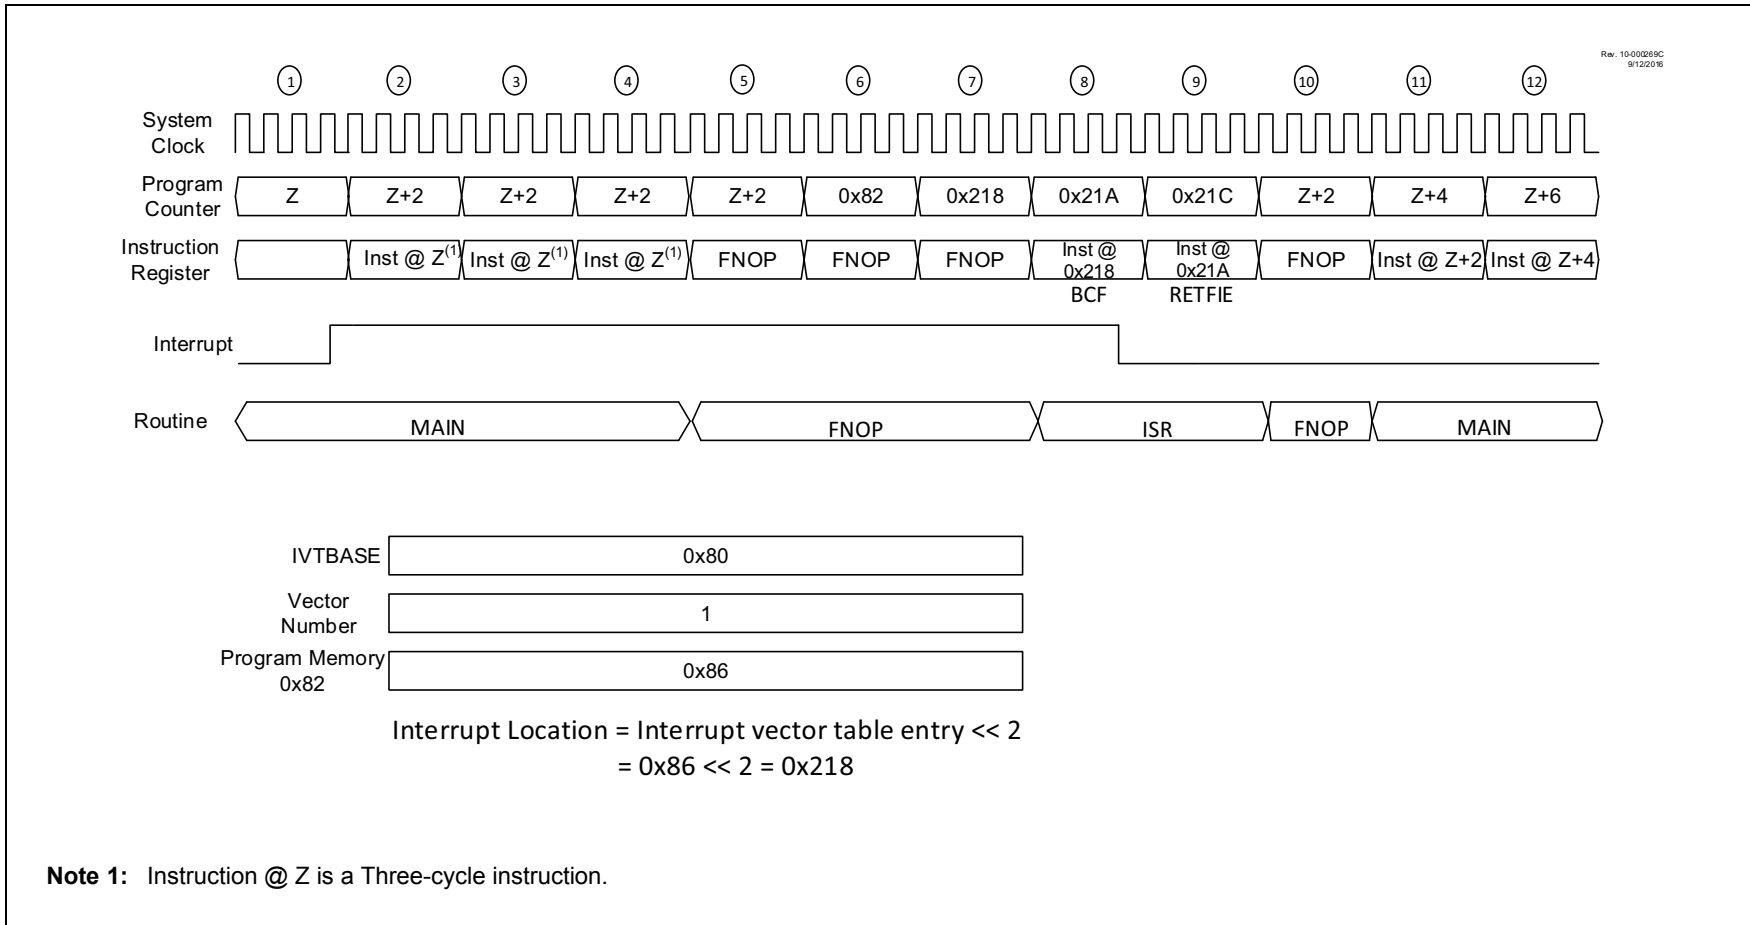 Rev. 10-000269C
9/12/2016
1 2 3 4 5 6 7 8 9 10 11 12
System
Clock
Program
Counter
Z Z+2 Z+2 Z+2 Z+2 0x82 0x218 0x21A 0x21C Z+2 Z+4 Z+6
Instruction
Register
Inst @ Z(1) Inst @ Z(1) Inst @ Z(1) FNOP FNOP FNOP Inst @ 0x218 Inst @ 0x21A FNOP Inst @ Z+2 Inst @ Z+4
BCF RETFIE
Interrupt
Routine MAIN FNOP ISR FNOP MAIN
IVTBASE 0x80
Vector
Number
1
Program Memory
0x82
0x86
Interrupt Location = Interrupt vector table entry << 2
= 0x86 << 2 = 0x218
Note 1: Instruction @ Z is a Three-cycle instruction.